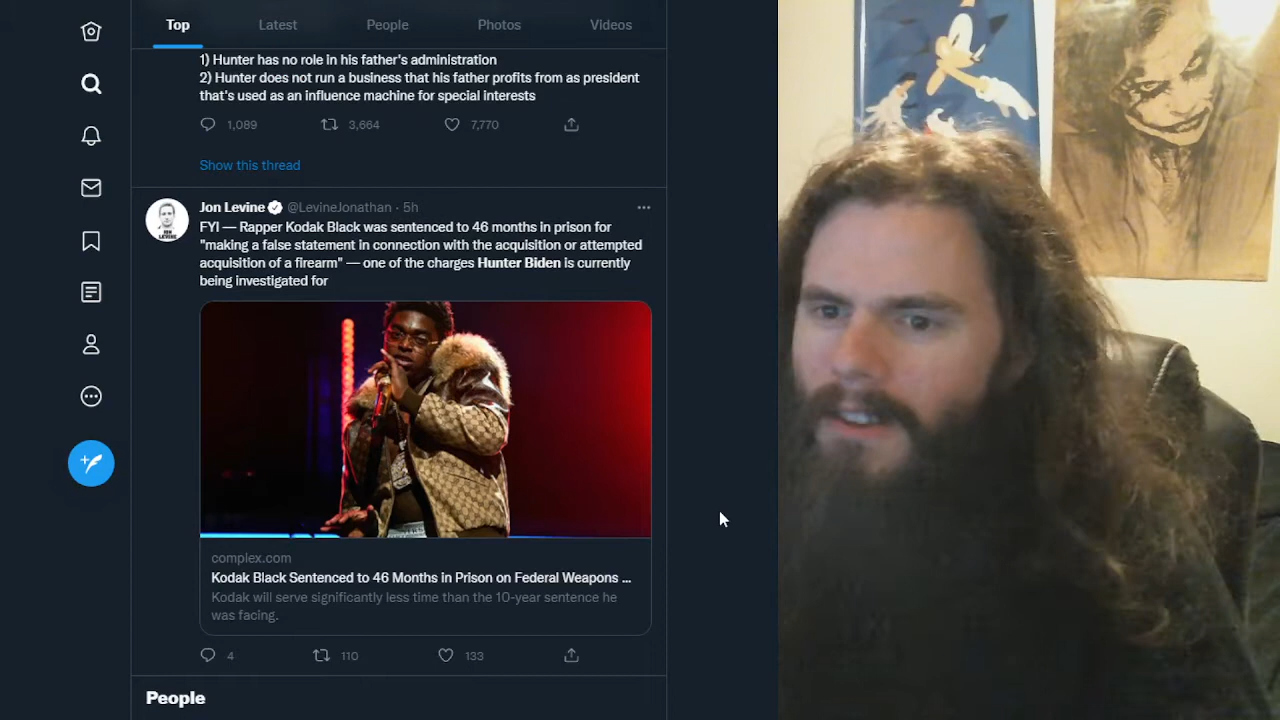 Top
Latest
People
Photos
Videos
1) Hunter has no role in his father's administration
2) Hunter does not run a business that his father profits from as president
that's used as an influence machine for special interests
1,089
3,664
7,770
Show this thread
Jon Levine @LevineJonathan · 5h
FYI — Rapper Kodak Black was sentenced to 46 months in prison for
"making a false statement in connection with the acquisition or attempted
acquisition of a firearm" — one of the charges Hunter Biden is currently
being investigated for
complex.com
Kodak Black Sentenced to 46 Months in Prison on Federal Weapons ...
Kodak will serve significantly less time than the 10-year sentence he
was facing.
4
110
133
People